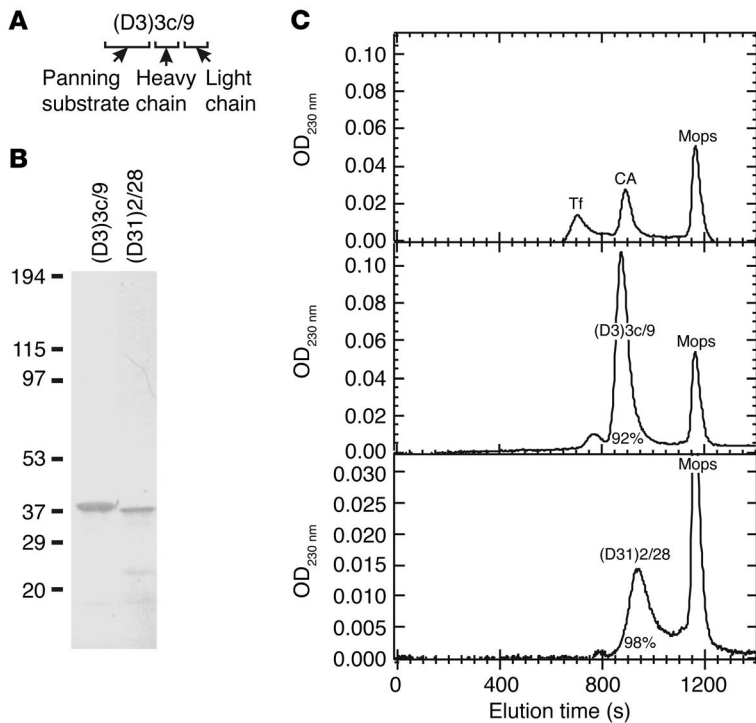 A
(D3)3c/9
Panning Heavy Light
substrate chain chain
B
(D3)3c/9
(D31)2/28
194
115
97
53
37
29
20
C
OD230 nm
0.10
0.08
0.06
0.04
0.02
0.00
Tf
CA
Mops
OD230 nm
0.10
0.08
0.06
0.04
0.02
0.00
(D3)3c/9
92%
Mops
OD230 nm
0.030
0.025
0.020
0.015
0.010
0.005
0.000
(D31)2/28
98%
Mops
0 400 800 1200
Elution time (s)